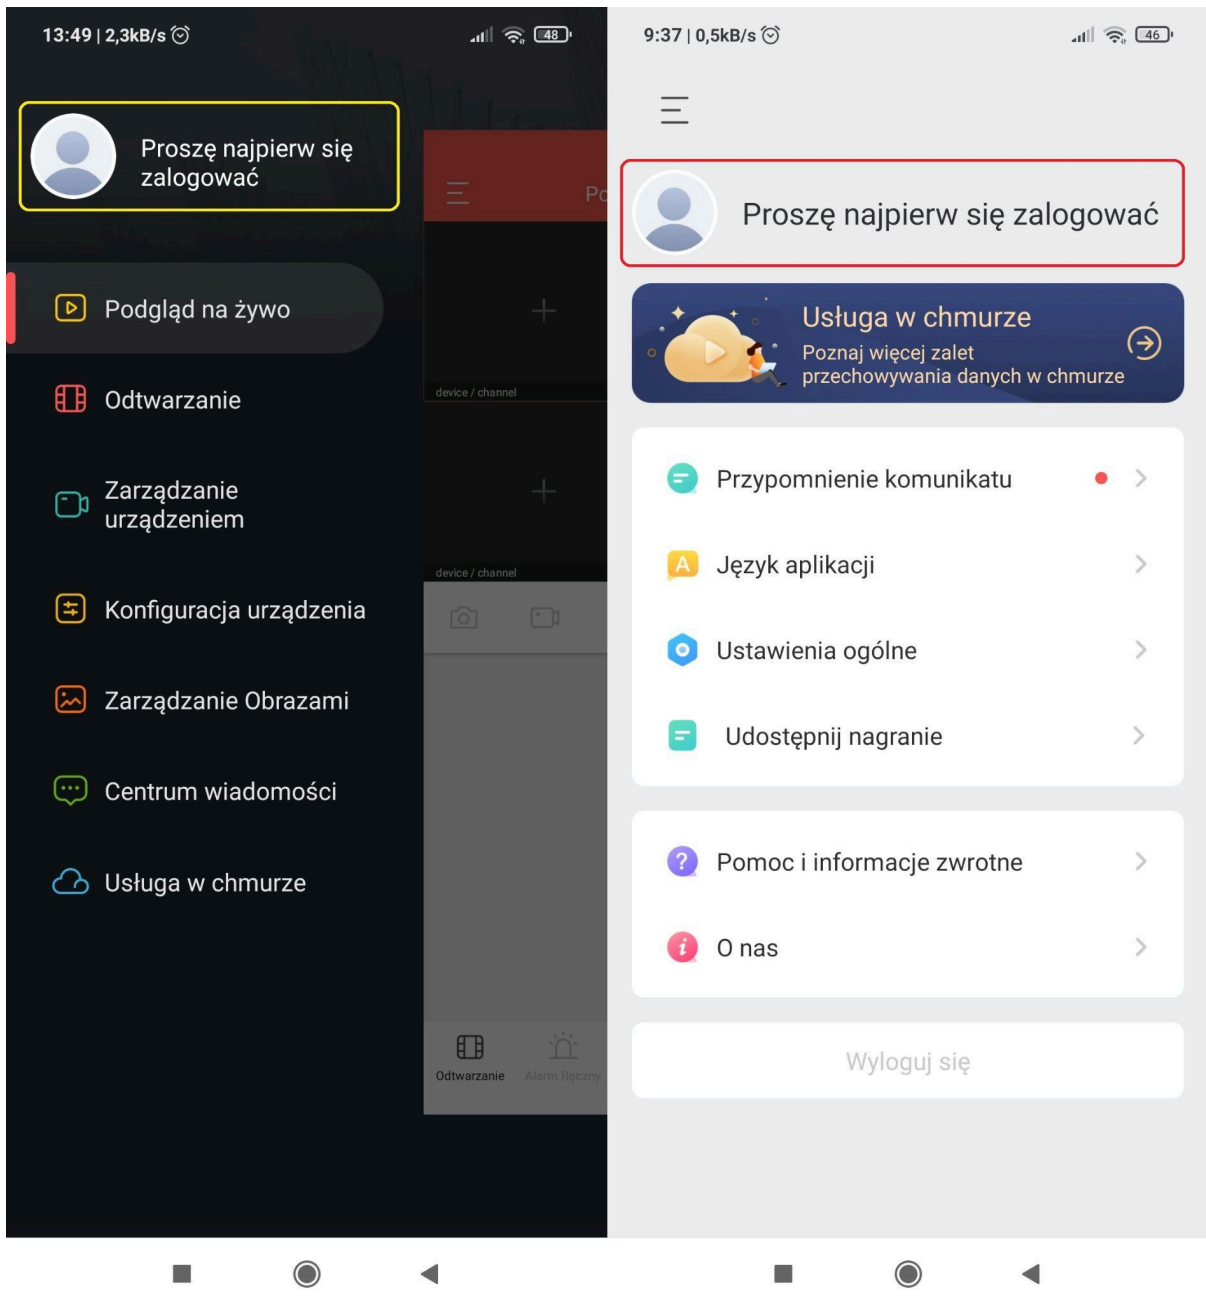 13:49 | 2,3kB/s
48
Proszę najpierw się
zalogować
Po
Podgląd na żywo
Odtwarzanie
device / channel
Zarządzanie
urządzeniem
device / channel
Konfiguracja urządzenia
Zarządzanie Obrazami
Centrum wiadomości
Usługa w chmurze
Odtwarzanie
Alarm Ręczny
9:37 | 0,5kB/s
46
Proszę najpierw się zalogować
Usługa w chmurze
Poznaj więcej zalet
przechowywania danych w chmurze
Przypomnienie komunikatu
A
Język aplikacji
Ustawienia ogólne
Udostępnij nagranie
?
Pomoc i informacje zwrotne
i
O nas
Wyloguj się